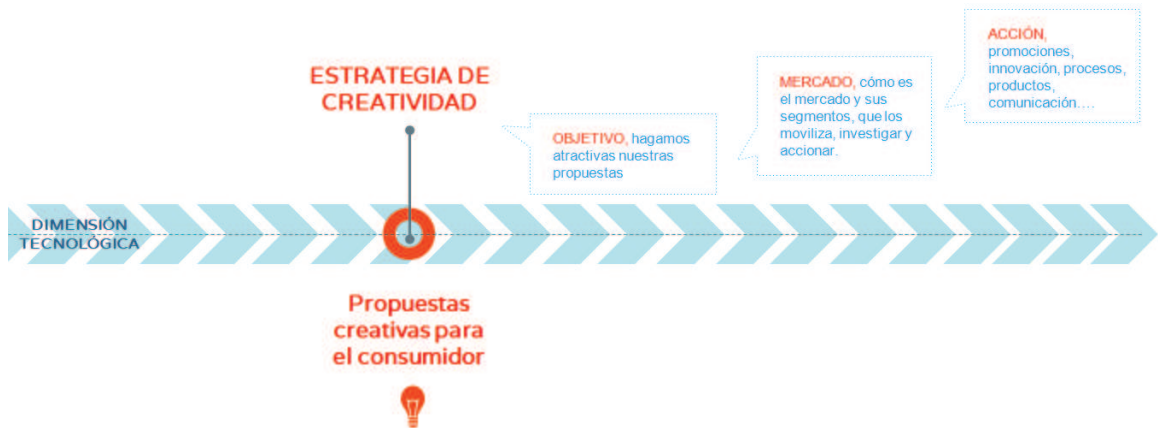 ESTRATEGIA DE
CREATIVIDAD
OBJETIVO, hagamos
atractivas nuestras
propuestas
MERCADO, cómo es
el mercado y sus
segmentos, que los
moviliza, investigar y
accionar.
ACCIÓN,
promociones,
innovación, procesos,
productos,
comunicación….
DIMENSIÓN
TECNOLÓGICA
Propuestas
creativas para
el consumidor